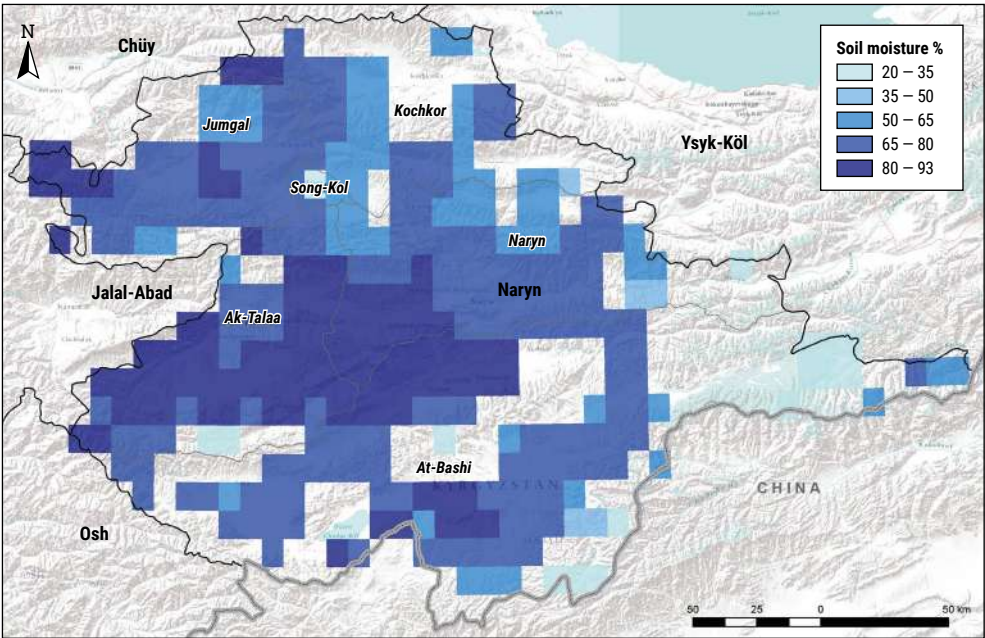 N
Chüy
Kochkor
Jumgal
Ysyk-Köl
Song-Kol
Naryn
Jalal-Abad
Naryn
Ak-Talaa
At-Bashi
KYRGYZSTAN
CHINA
Osh
Soil moisture %
20 – 35
35 – 50
50 – 65
65 – 80
80 – 93
50 25 0 50 km